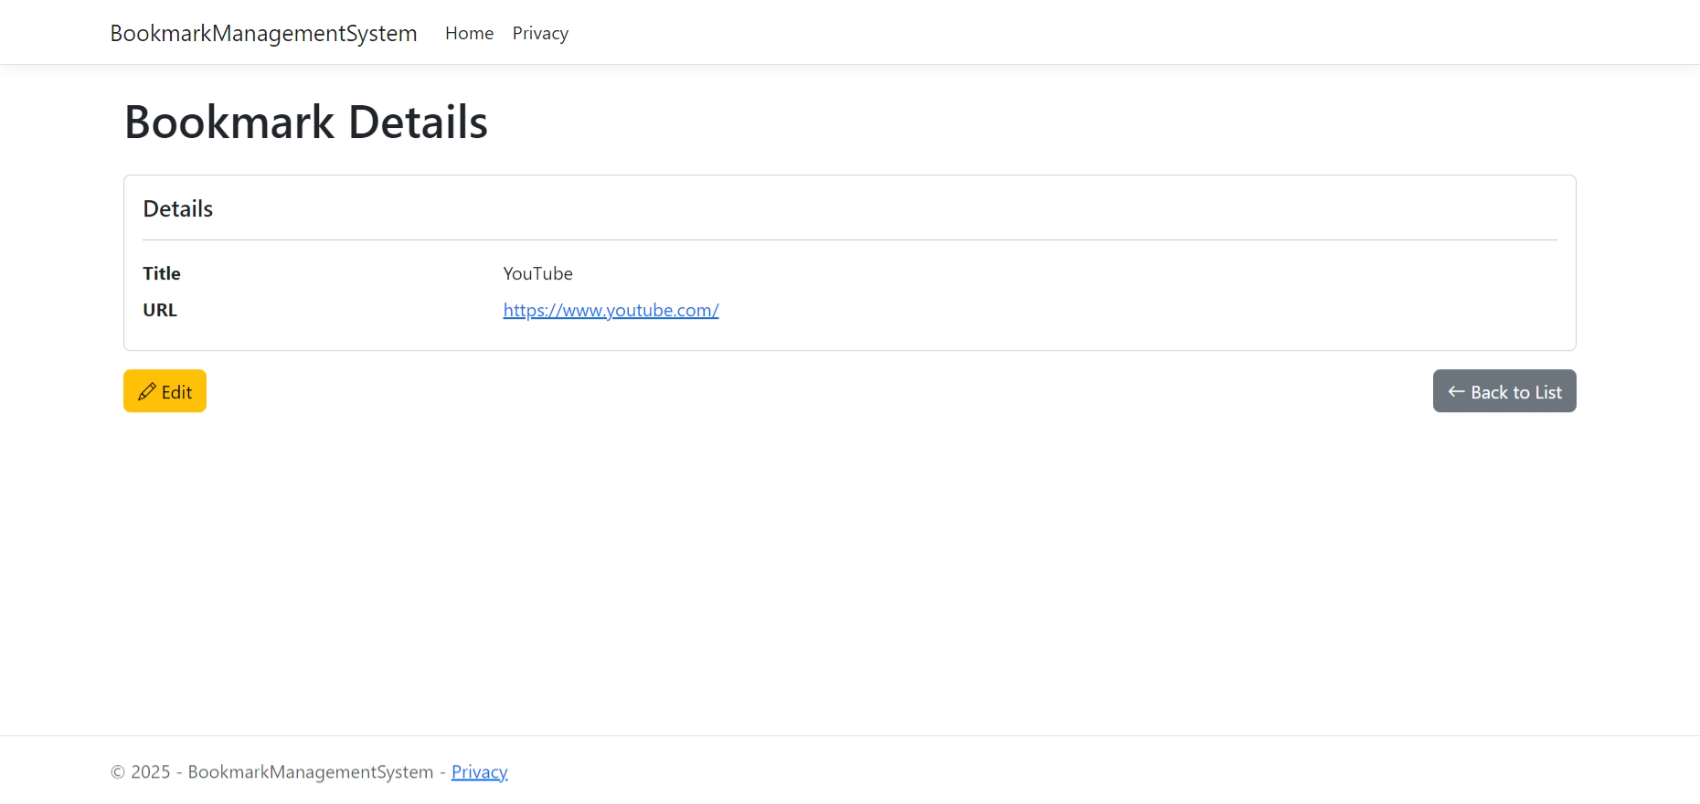 BookmarkManagementSystem Home Privacy
Bookmark Details
Details
Title YouTube
URL https://www.youtube.com/
Edit ← Back to List
© 2025 - BookmarkManagementSystem - Privacy